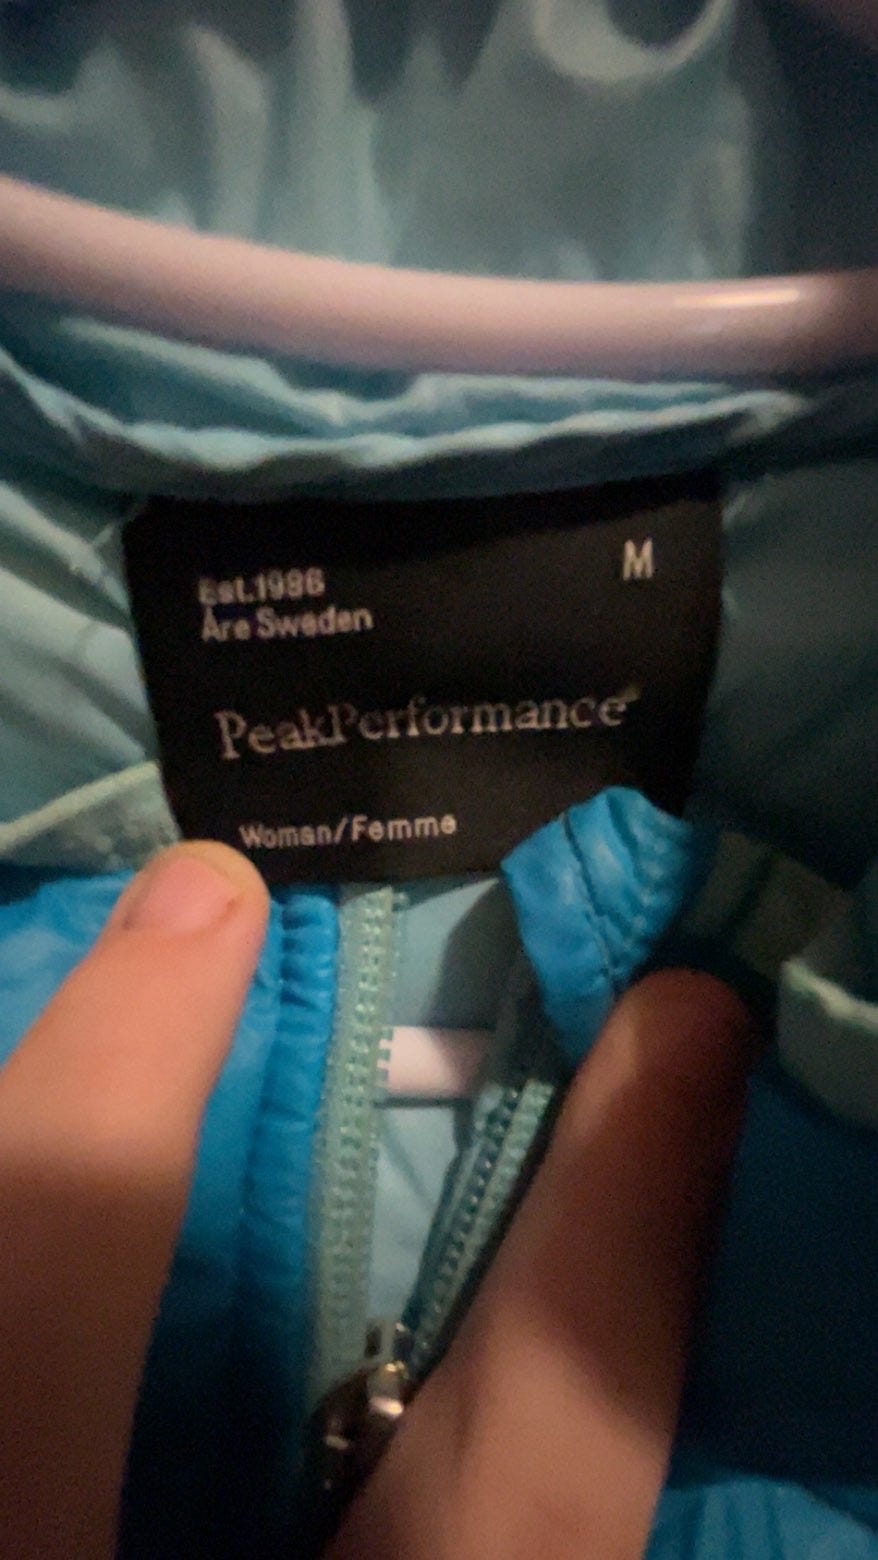 Est.1986
M
Åre Sweden
PeakPerformance®
Woman/Femme